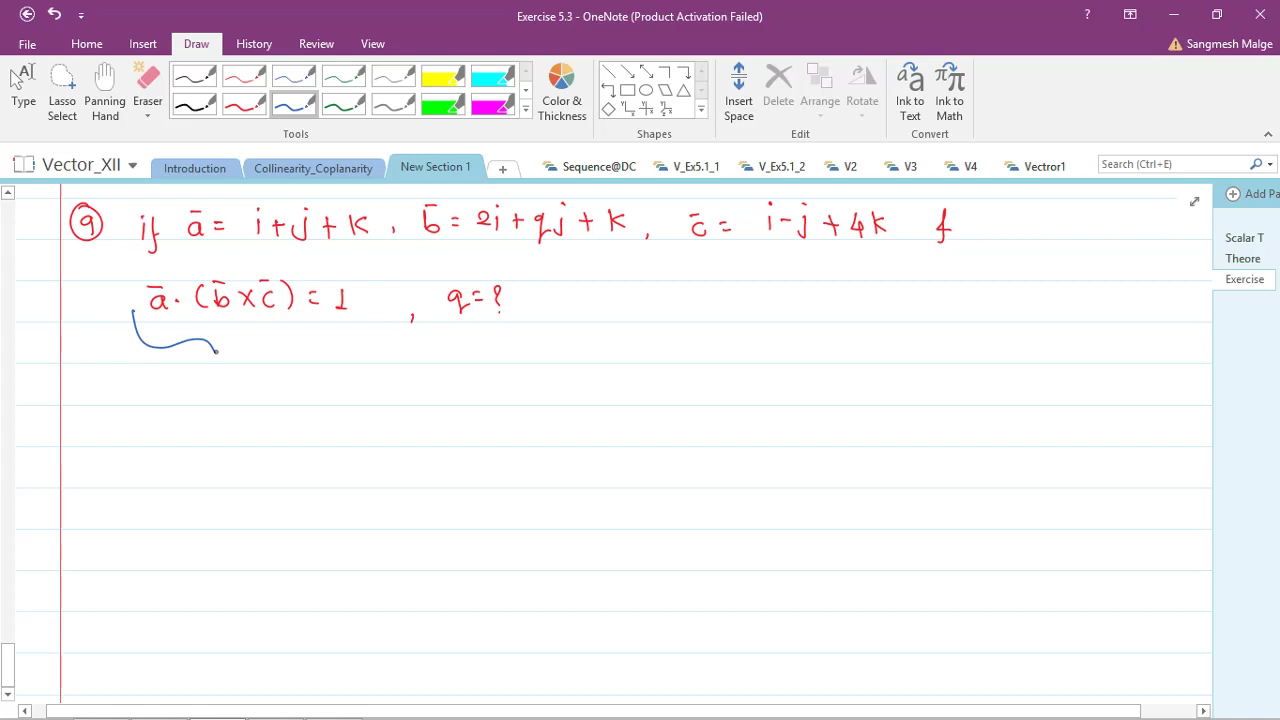 Exercise 5.3 - OneNote (Product Activation Failed)
File Home Insert Draw History Review View Sangmesh Malge
Type Lasso Select Panning Hand Eraser Color & Thickness Insert Space Delete Arrange Rotate Ink to Text Ink to Math
Tools Shapes Edit Convert
Vector_XII Introduction Collinearity_Coplanarity New Section 1 Sequence@DC V_Ex5.1_1 V_Ex5.1_2 V2 V3 V4 Vectror1 Search (Ctrl+E)
Add Pa
Scalar T
Theore
Exercise
⑨ if a̅ = i + j + k , b̅ = 2i + qj + k , c̅ = i - j + 4k f
a̅ . (b̅ × c̅) = 1 , q = ?